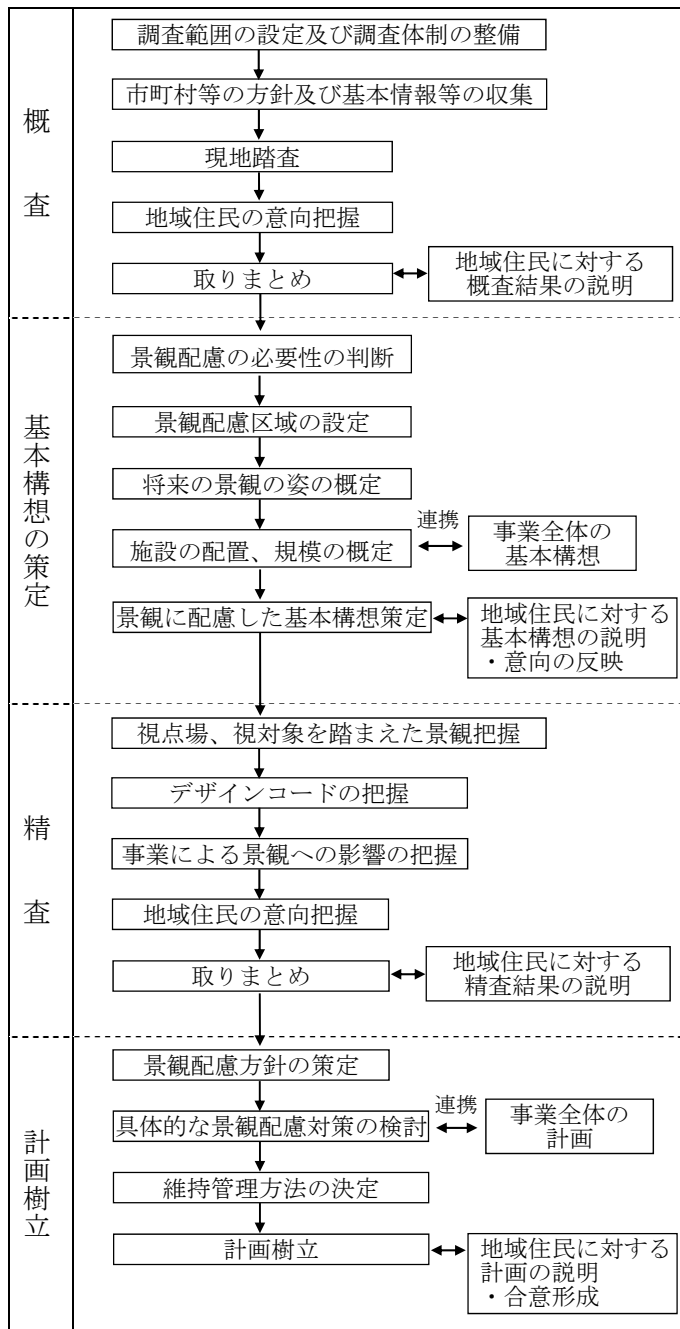 概査
調査範囲の設定及び調査体制の整備
市町村等の方針及び基本情報等の収集
現地踏査
地域住民の意向把握
取りまとめ
地域住民に対する
概査結果の説明
基本構想の策定
景観配慮の必要性の判断
景観配慮区域の設定
将来の景観の姿の概定
施設の配置、規模の概定
連携
事業全体の
基本構想
景観に配慮した基本構想策定
地域住民に対する
基本構想の説明
・意向の反映
精査
視点場、視対象を踏まえた景観把握
デザインコードの把握
事業による景観への影響の把握
地域住民の意向把握
取りまとめ
地域住民に対する
精査結果の説明
計画樹立
景観配慮方針の策定
具体的な景観配慮対策の検討
連携
事業全体の
計画
維持管理方法の決定
計画樹立
地域住民に対する
計画の説明
・合意形成